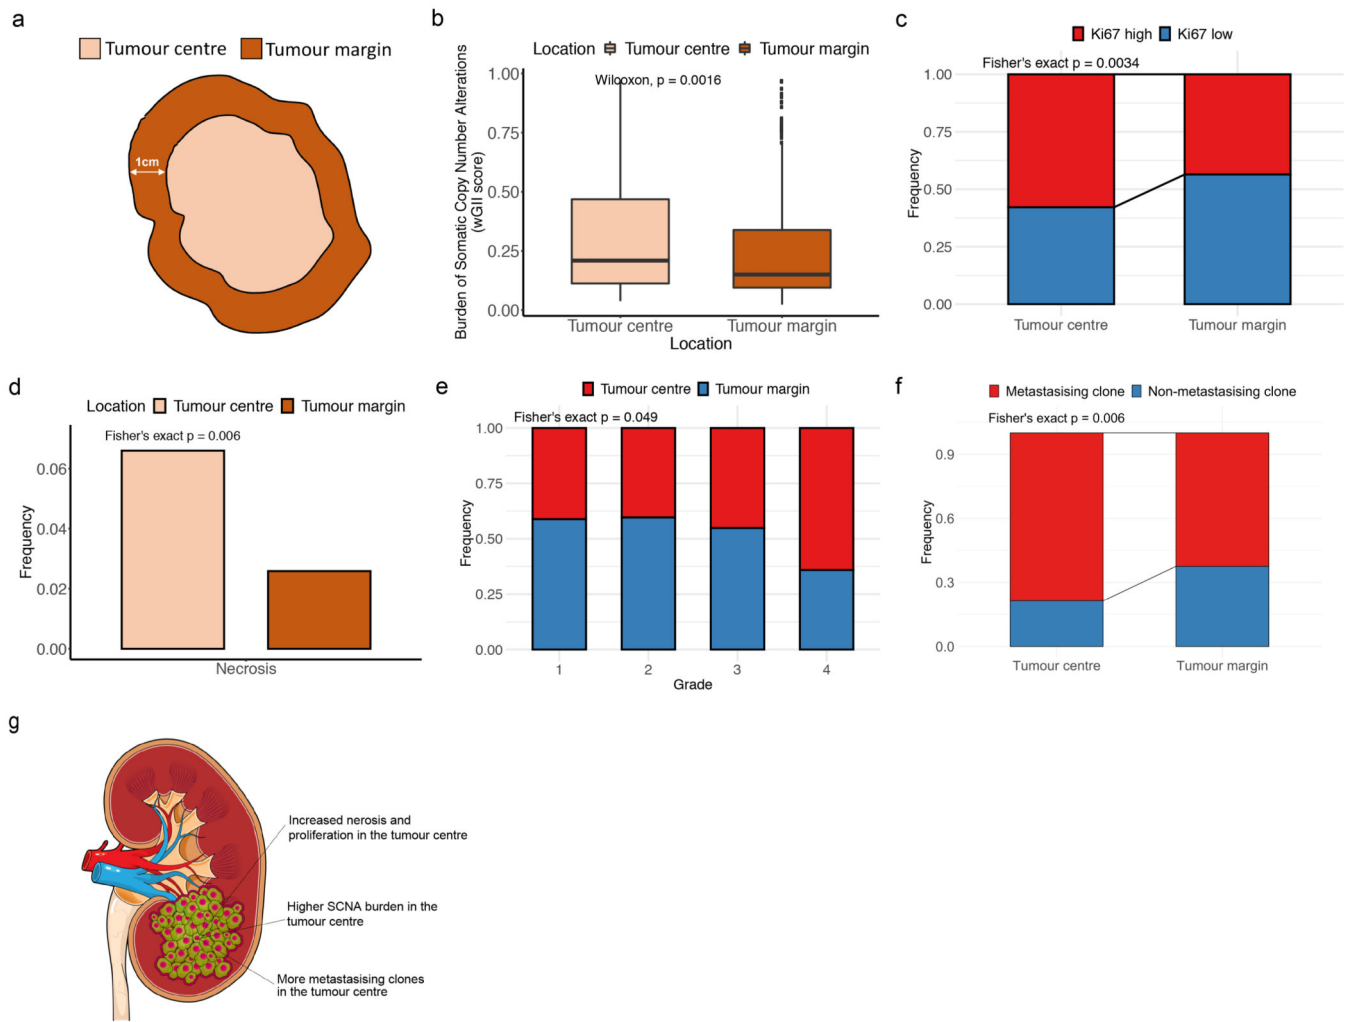 a
Tumour centre Tumour margin
1cm
b
Location Tumour centre Tumour margin
Wilcoxon, p = 0.0016
Burden of Somatic Copy Number Alterations
(wGII score)
1.00
0.75
0.50
0.25
0.00
Tumour centre Tumour margin
Location
c
Ki67 high Ki67 low
Fisher's exact p = 0.0034
Frequency
1.00
0.75
0.50
0.25
0.00
Tumour centre Tumour margin
d
Location Tumour centre Tumour margin
Fisher's exact p = 0.006
Frequency
0.06
0.04
0.02
0.00
Necrosis
e
Tumour centre Tumour margin
Fisher's exact p = 0.049
Frequency
1.00
0.75
0.50
0.25
0.00
1 2 3 4
Grade
f
Metastasising clone Non-metastasising clone
Fisher's exact p = 0.006
Frequency
0.9
0.6
0.3
0.0
Tumour centre Tumour margin
g
Increased nerosis and
proliferation in the tumour centre
Higher SCNA burden in the
tumour centre
More metastasising clones
in the tumour centre